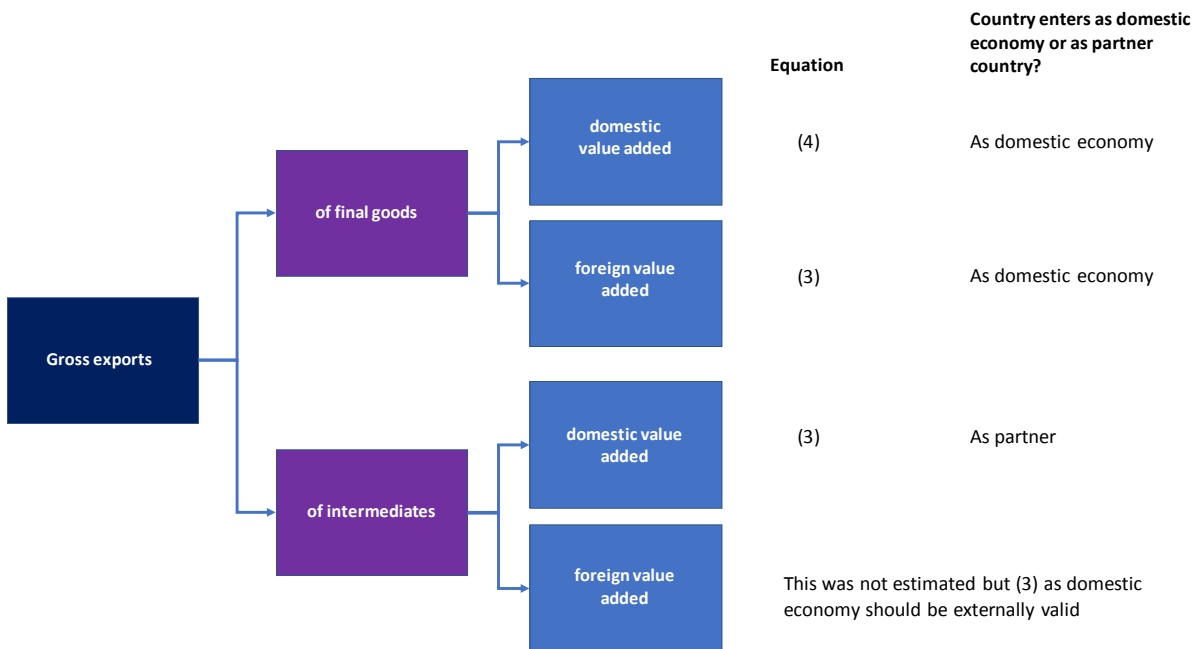 Country enters as domestic
economy or as partner
country?
Equation
domestic
value added
(4)
As domestic economy
of final goods
foreign value
added
(3)
As domestic economy
Gross exports
domestic value
added
(3)
As partner
of intermediates
foreign value
added
This was not estimated but (3) as domestic
economy should be externally valid